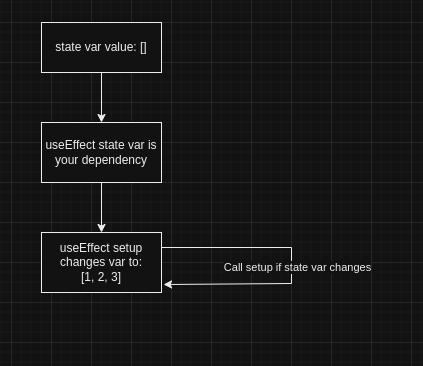 state var value: []
useEffect state var is
your dependency
useEffect setup
changes var to:
[1, 2, 3]
Call setup if state var changes